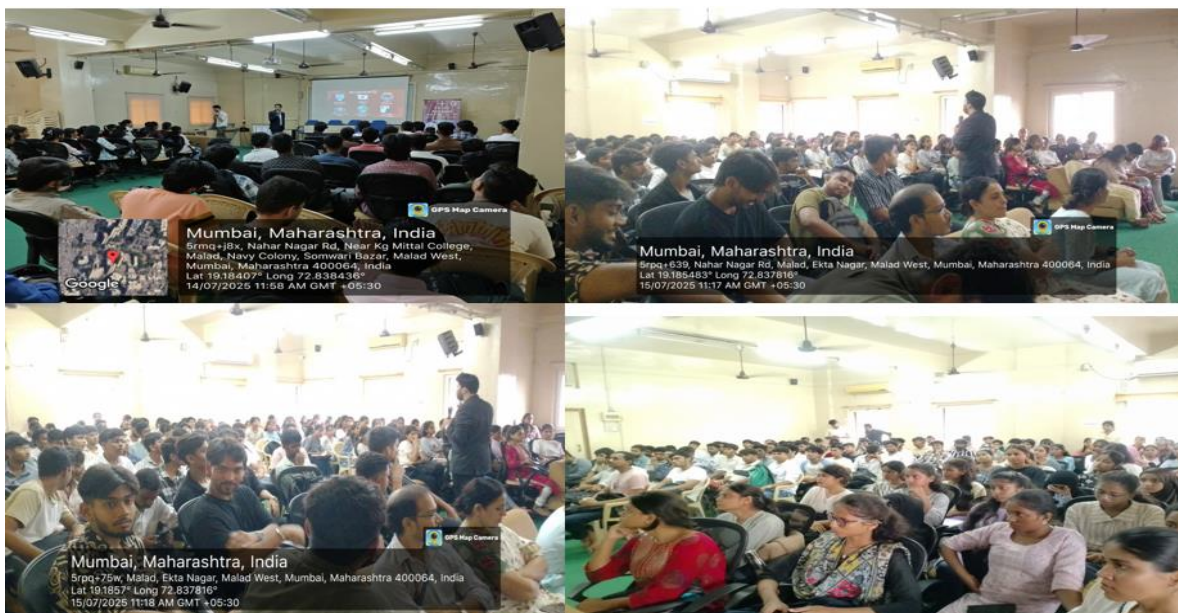 GPS Map Camera
Mumbai, Maharashtra, India
5rmq+j8x, Nahar Nagar Rd, Near Kg Mittal College,
Malad, Navy Colony, Somwari Bazar, Malad West,
Mumbai, Maharashtra 400064, India
Lat 19.18407° Long 72.838436°
14/07/2025 11:58 AM GMT +05:30
Google
GPS Map Camera
Mumbai, Maharashtra, India
5rpq+639, Nahar Nagar Rd, Malad, Ekta Nagar, Malad West, Mumbai, Maharashtra 400064, India
Lat 19.185483° Long 72.837816°
15/07/2025 11:17 AM GMT +05:30
GPS Map Camera
Mumbai, Maharashtra, India
5rpq+75w, Malad, Ekta Nagar, Malad West, Mumbai, Maharashtra 400064, India
Lat 19.1857° Long 72.837816°
15/07/2025 11:18 AM GMT +05:30